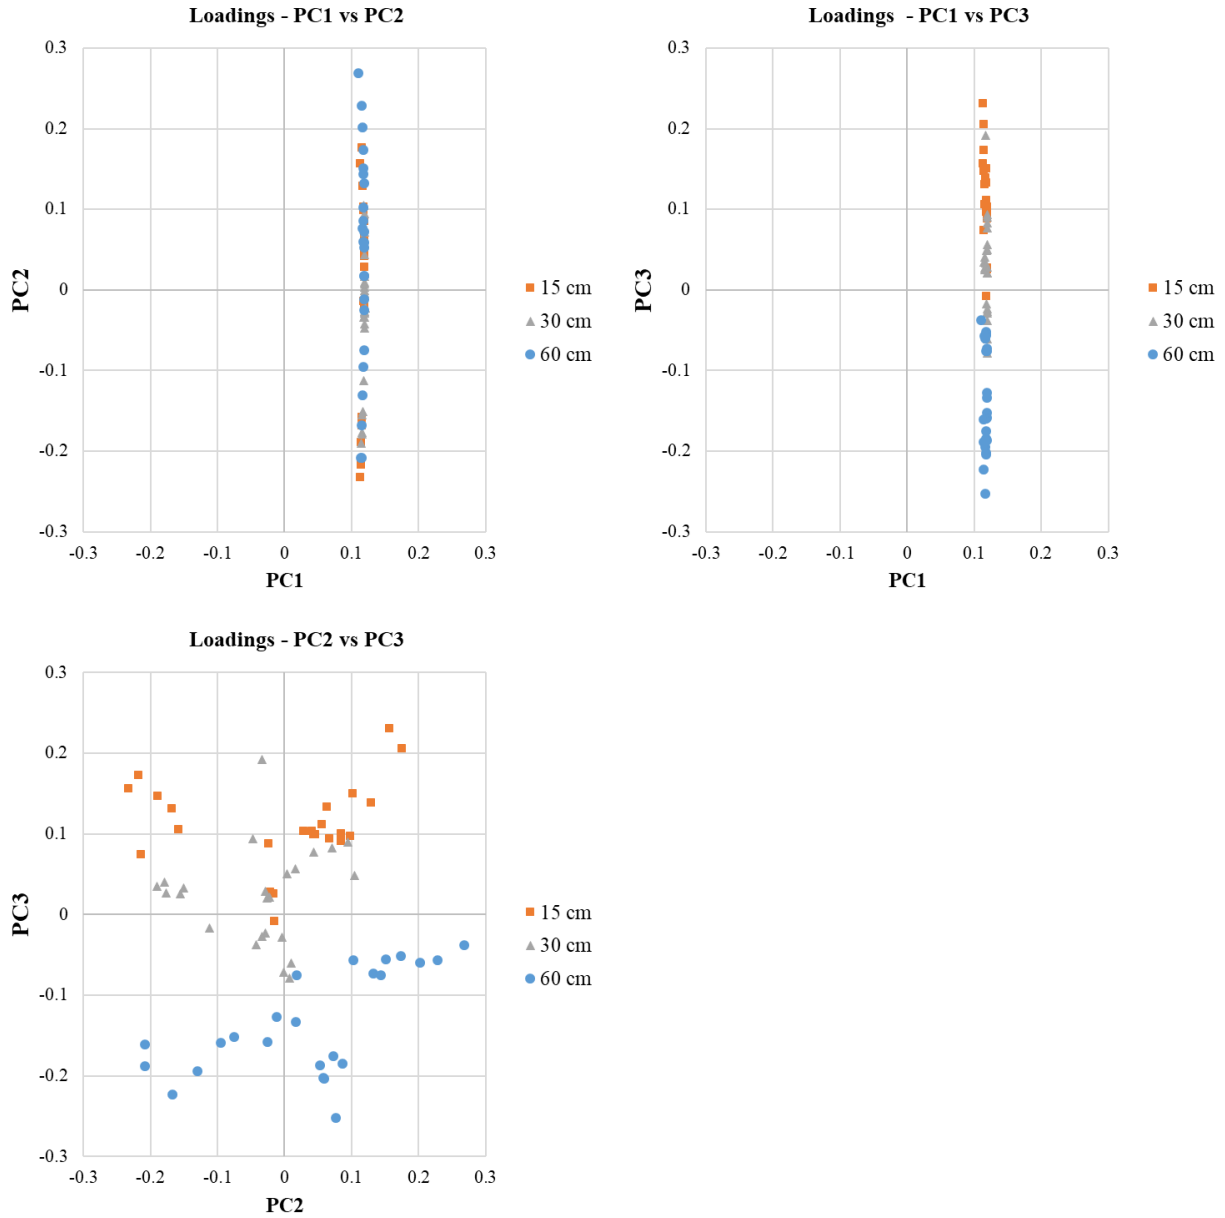 Loadings - PC1 vs PC2
0.3
0.2
0.1
0
-0.1
-0.2
-0.3
PC2
-0.3 -0.2 -0.1 0 0.1 0.2 0.3
PC1
15 cm
30 cm
60 cm
Loadings - PC1 vs PC3
0.3
0.2
0.1
0
-0.1
-0.2
-0.3
PC3
-0.3 -0.2 -0.1 0 0.1 0.2 0.3
PC1
15 cm
30 cm
60 cm
Loadings - PC2 vs PC3
0.3
0.2
0.1
0
-0.1
-0.2
-0.3
PC3
-0.3 -0.2 -0.1 0 0.1 0.2 0.3
PC2
15 cm
30 cm
60 cm